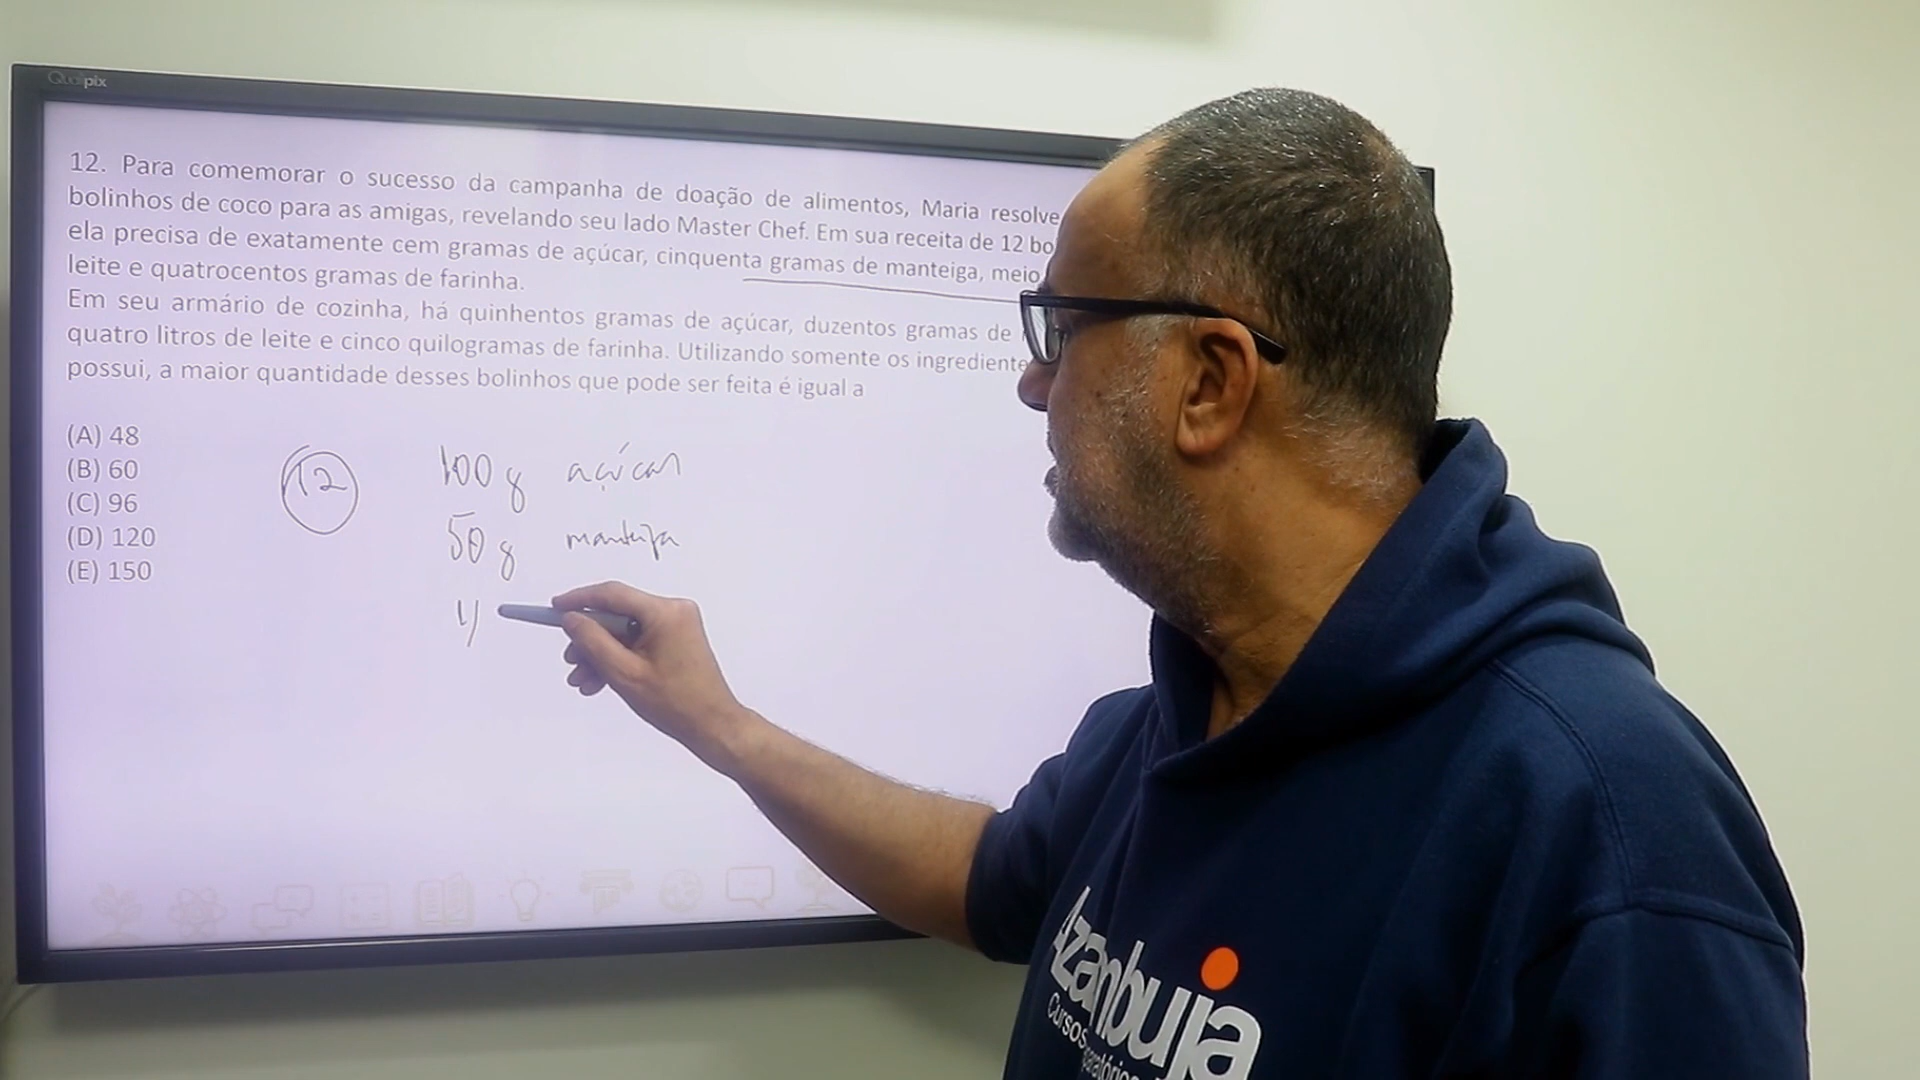 Qualipix
12. Para comemorar o sucesso da campanha de doação de alimentos, Maria resolve
bolinhos de coco para as amigas, revelando seu lado Master Chef. Em sua receita de 12 bo
ela precisa de exatamente cem gramas de açúcar, cinquenta gramas de manteiga, meio
leite e quatrocentos gramas de farinha.
Em seu armário de cozinha, há quinhentos gramas de açúcar, duzentos gramas de
quatro litros de leite e cinco quilogramas de farinha. Utilizando somente os ingrediente
possui, a maior quantidade desses bolinhos que pode ser feita é igual a
(A) 48
(B) 60
(C) 96
(D) 120
(E) 150
12
100 g açúcar
50 g manteiga
Azambuja
Cursos